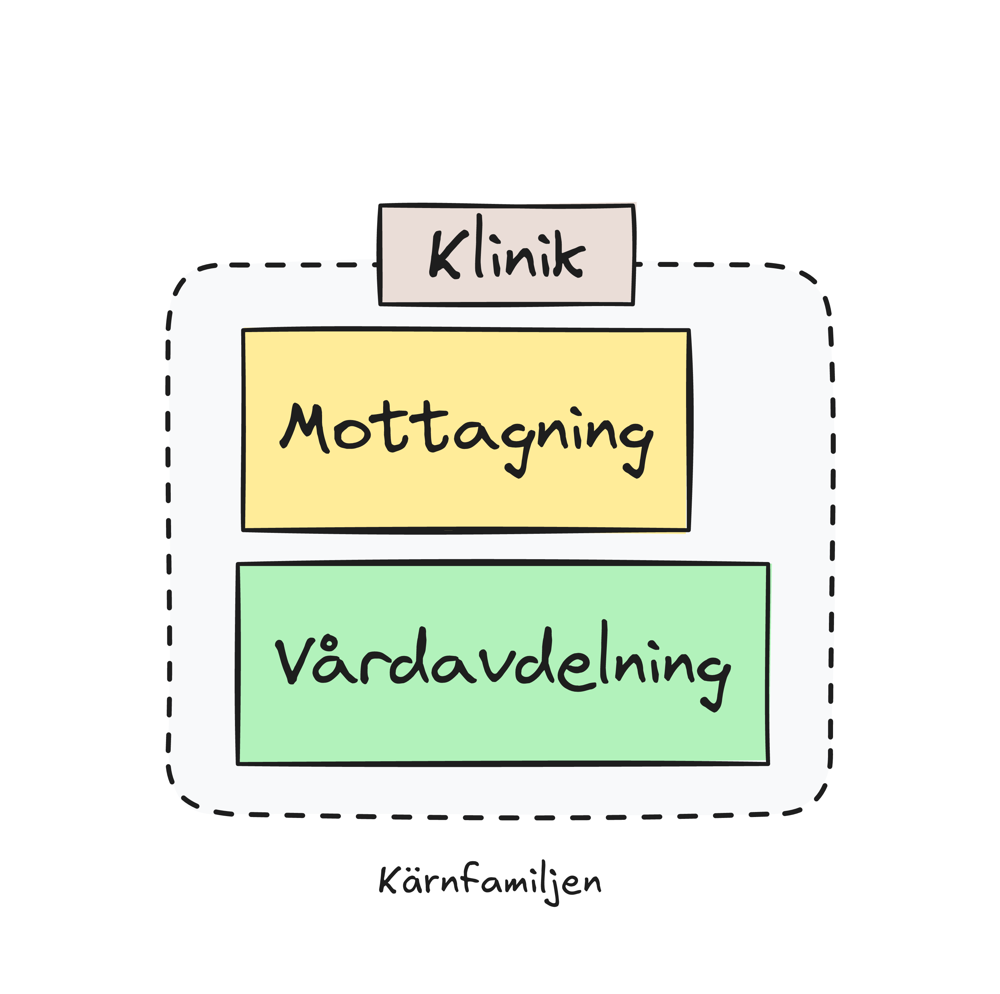 Klinik
Mottagning
Vårdavdelning
Kärnfamiljen